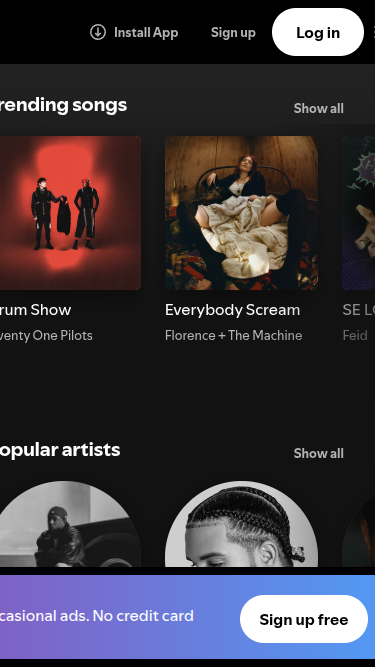 Install App
Sign up
Log in
rending songs
Show all
rum Show
venty One Pilots
Everybody Scream
Florence + The Machine
SE L
Feid
opular artists
Show all
casional ads. No credit card
Sign up free